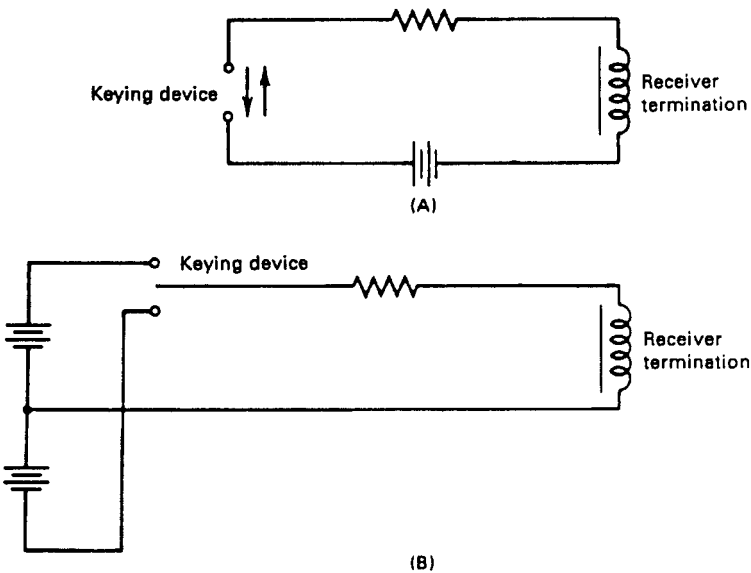 Keying device
Receiver
termination
(A)
Keying device
Receiver
termination
(B)